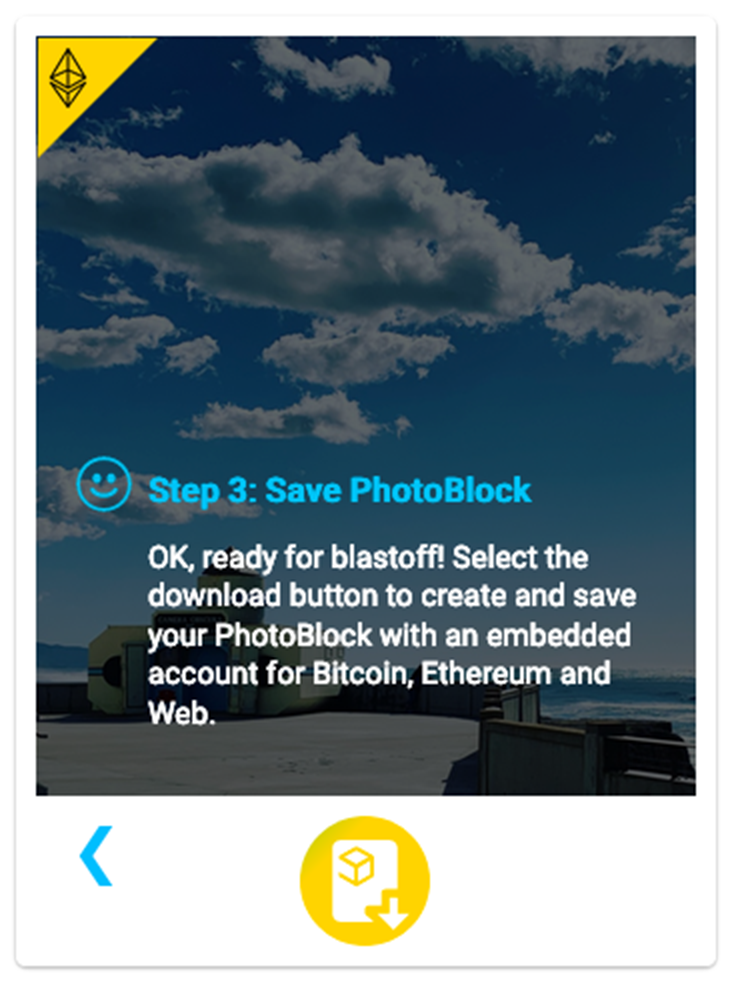 Step 3: Save PhotoBlock
OK, ready for blastoff! Select the
download button to create and save
your PhotoBlock with an embedded
account for Bitcoin, Ethereum and
Web.